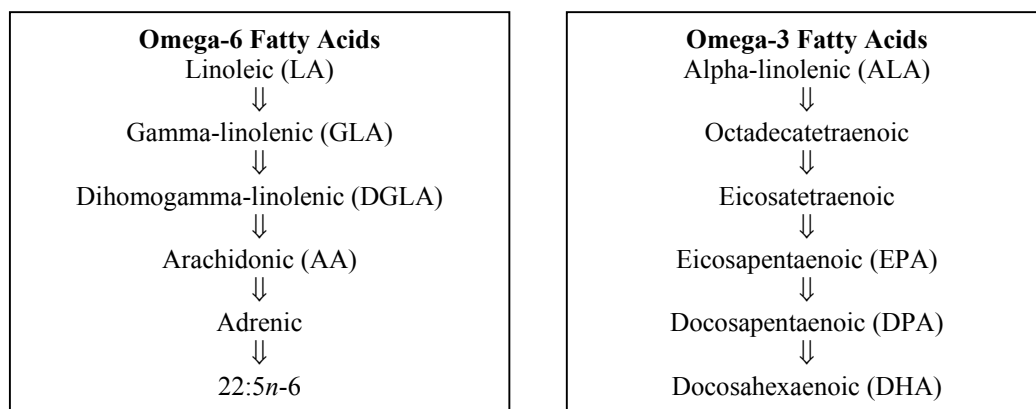 Omega-6 Fatty Acids
Linoleic (LA)
⇓
Gamma-linolenic (GLA)
⇓
Dihomogamma-linolenic (DGLA)
⇓
Arachidonic (AA)
⇓
Adrenic
⇓
22:5n-6
Omega-3 Fatty Acids
Alpha-linolenic (ALA)
⇓
Octadecatetraenoic
⇓
Eicosatetraenoic
⇓
Eicosapentaenoic (EPA)
⇓
Docosapentaenoic (DPA)
⇓
Docosahexaenoic (DHA)